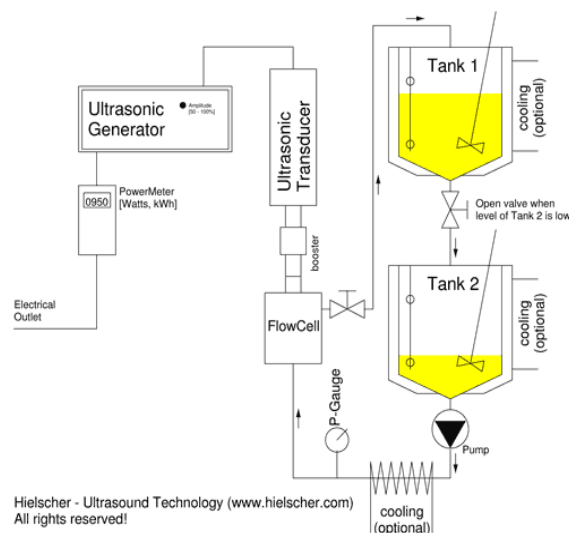 Ultrasonic
Generator
Amplitude
[50 - 100%]
Ultrasonic
Transducer
Tank 1
cooling
(optional)
0950
PowerMeter
[Watts, kWh]
booster
Open valve when
level of Tank 2 is low
Electrical
Outlet
FlowCell
Tank 2
cooling
(optional)
P-Gauge
Pump
cooling
(optional)
Hielscher - Ultrasound Technology (www.hielscher.com)
All rights reserved!